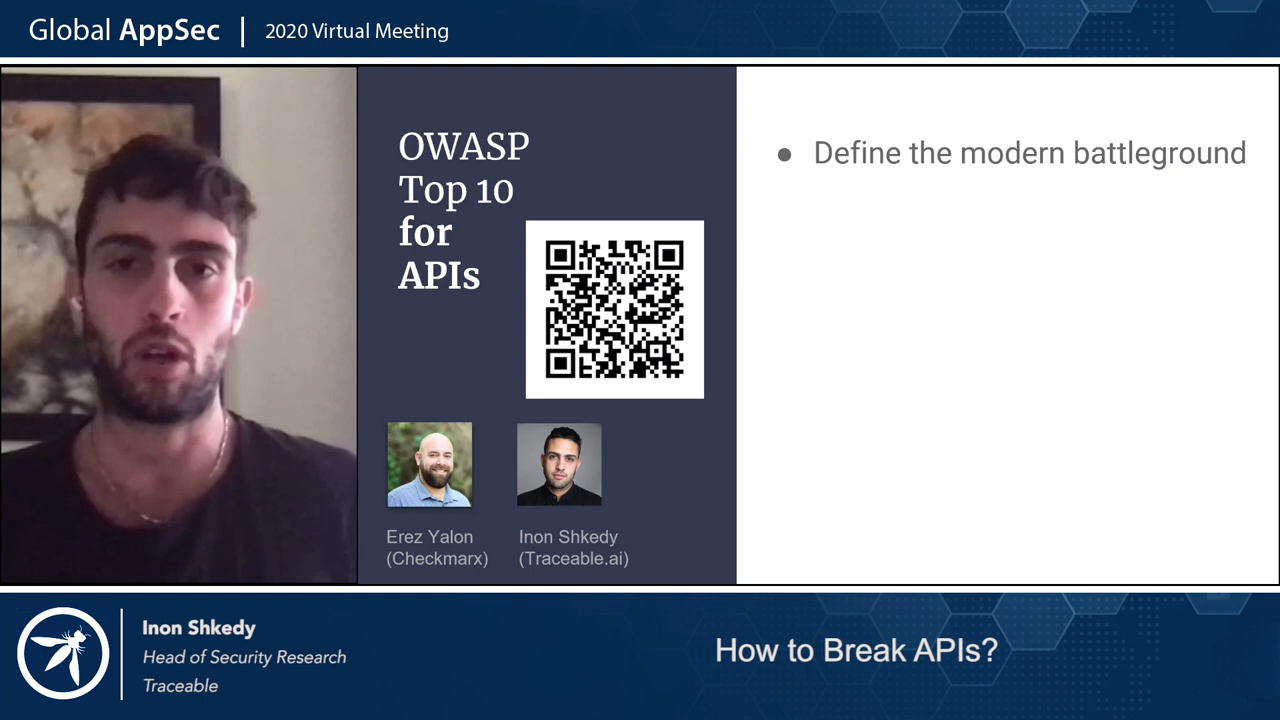 Global AppSec | 2020 Virtual Meeting
OWASP
Top 10
for
APIs
Erez Yalon
(Checkmarx)
Inon Shkedy
(Traceable.ai)
● Define the modern battleground
Inon Shkedy
Head of Security Research
Traceable
How to Break APIs?